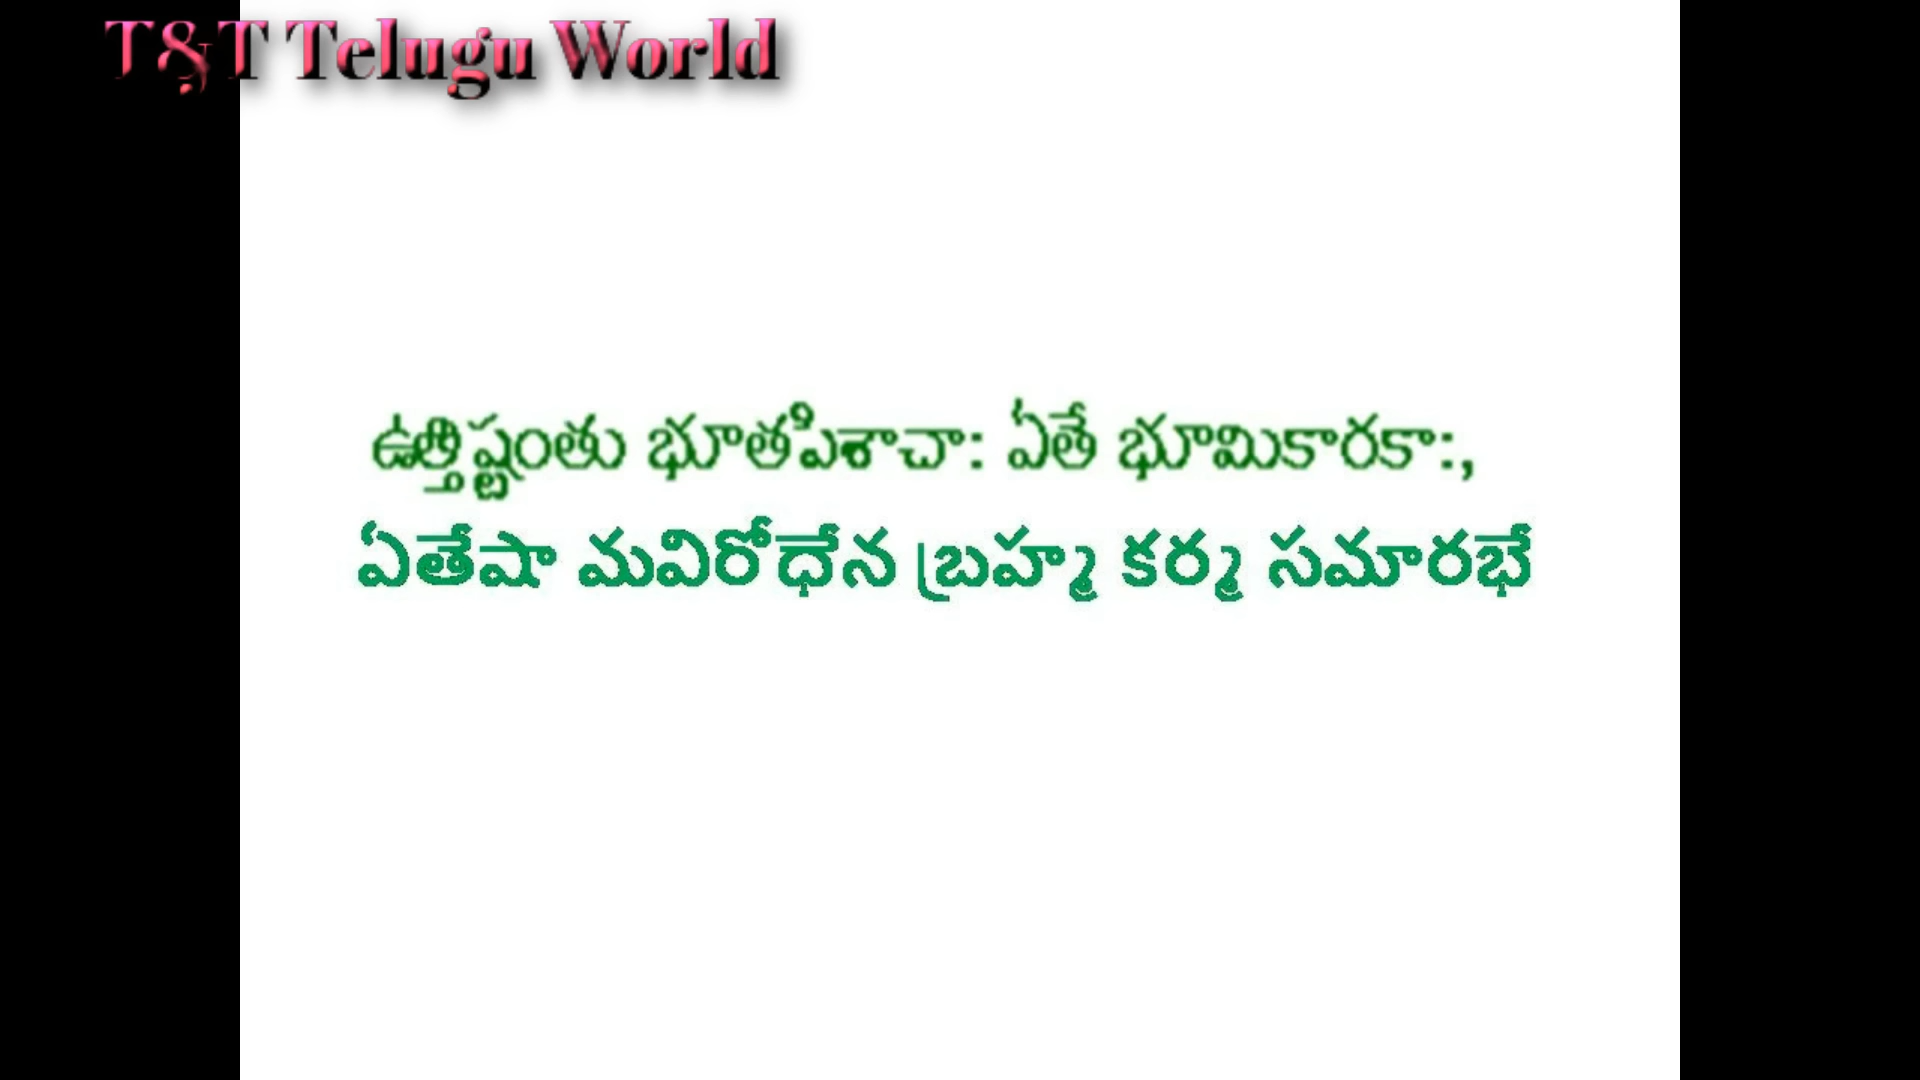 T&T Telugu World
ఉత్తిష్టంతు భూతపిశాచా: ఏతే భూమికారకా:,
ఏతేషా మవిరోధేన బ్రహ్మ కర్మ సమారభే